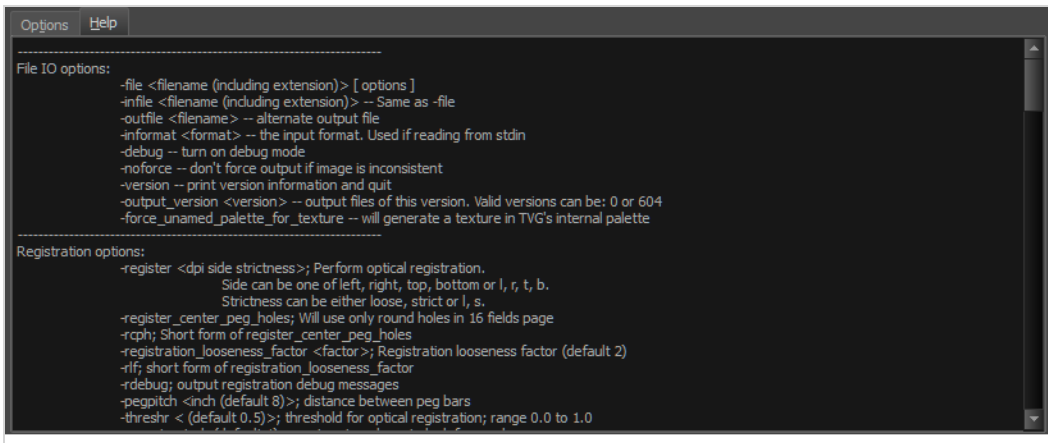 Options Help
----------------------------------------------------------------------
File IO options:
-file <filename (including extension)> [ options ]
-infile <filename (including extension)> -- Same as -file
-outfile <filename> -- alternate output file
-informat <format> -- the input format. Used if reading from stdin
-debug -- turn on debug mode
-noforce -- don't force output if image is inconsistent
-version -- print version information and quit
-output_version <version> -- output files of this version. Valid versions can be: 0 or 604
-force_unamed_palette_for_texture -- will generate a texture in TVG's internal palette
----------------------------------------------------------------------
Registration options:
-register <dpi side strictness>; Perform optical registration.
Side can be one of left, right, top, bottom or l, r, t, b.
Strictness can be either loose, strict or l, s.
-register_center_peg_holes; Will use only round holes in 16 fields page
-rcph; Short form of register_center_peg_holes
-registration_looseness_factor <factor>; Registration looseness factor (default 2)
-rlf; short form of registration_looseness_factor
-rdebug; output registration debug messages
-pegpitch <inch (default 8)>; distance between peg bars
-threshr < (default 0.5)>; threshold for optical registration; range 0.0 to 1.0